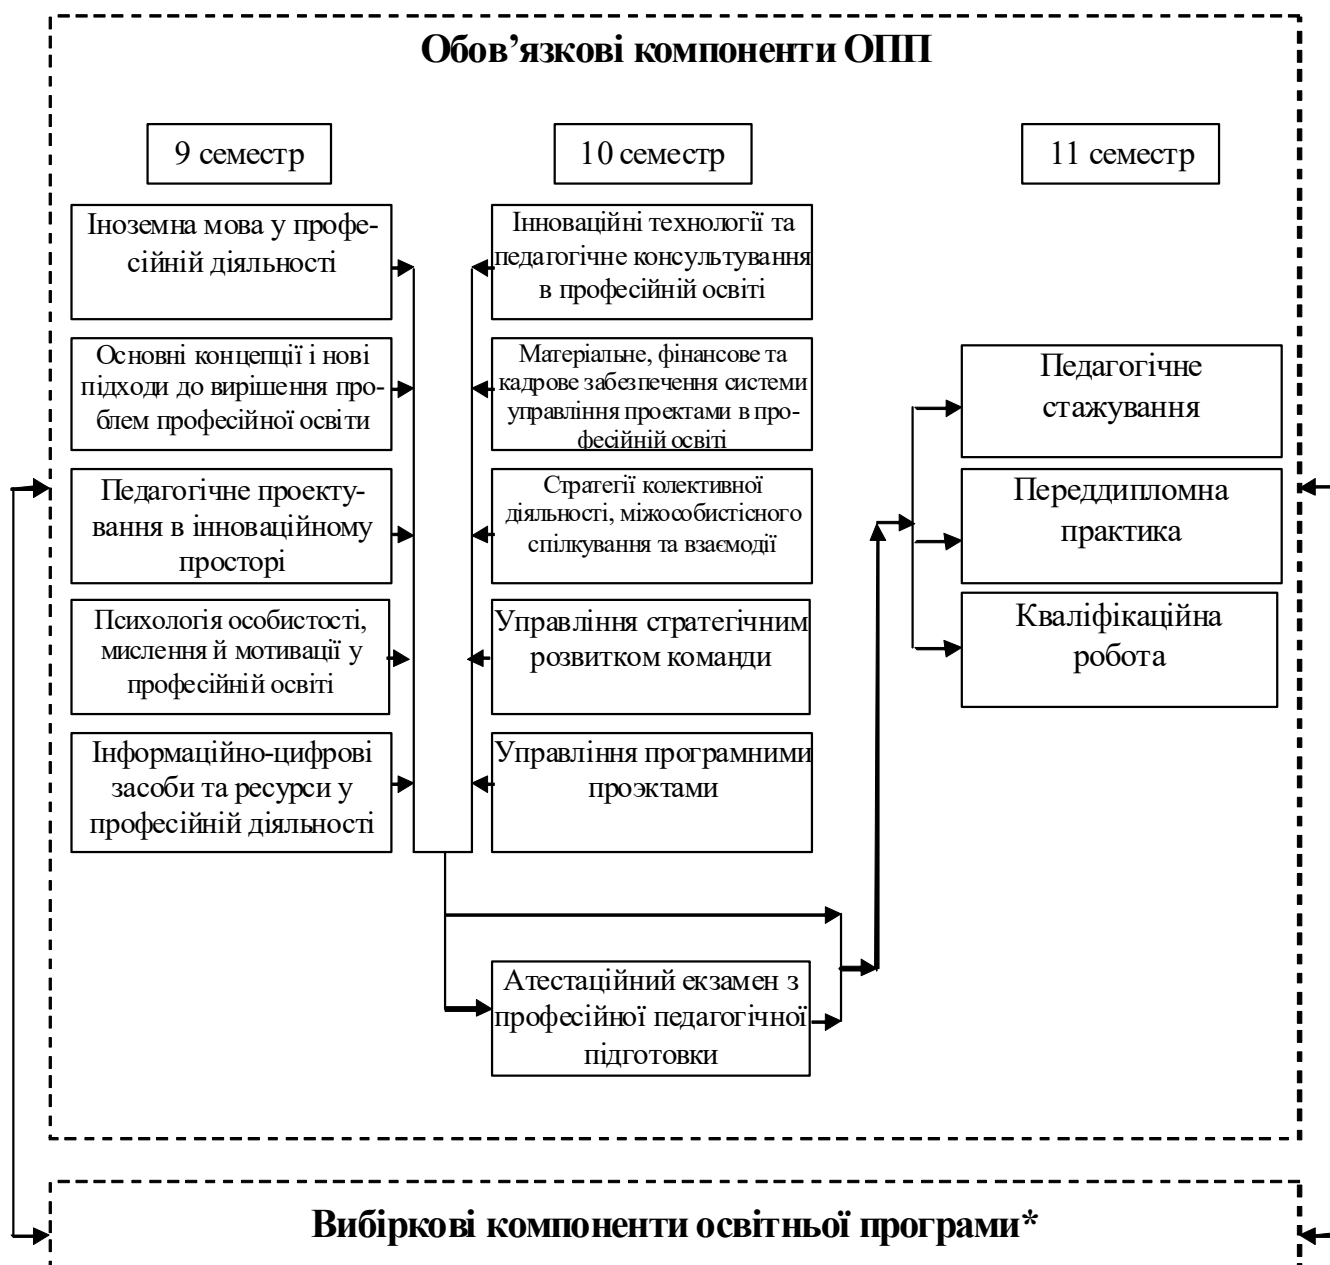 Обов’язкові компоненти ОПП
9 семестр
10 семестр
11 семестр
Іноземна мова у профе-
сійній діяльності
Основні концепції і нові
підходи до вирішення про-
блем професійної освіти
Педагогічне проекту-
вання в інноваційному
просторі
Психологія особистості,
мислення й мотивації у
професійній освіті
Інформаційно-цифрові
засоби та ресурси у
професійній діяльності
Інноваційні технології та
педагогічне консультування
в професійній освіті
Матеріальне, фінансове та
кадрове забезпечення системи
управління проектами в про-
фесійній освіті
Стратегії колективної
діяльності, міжособистісного
спілкування та взаємодії
Управління стратегічним
розвитком команди
Управління програмними
проэктами
Атестаційний екзамен з
професійної педагогічної
підготовки
Педагогічне
стажування
Переддипломна
практика
Кваліфікаційна
робота
Вибіркові компоненти освітньої програми*